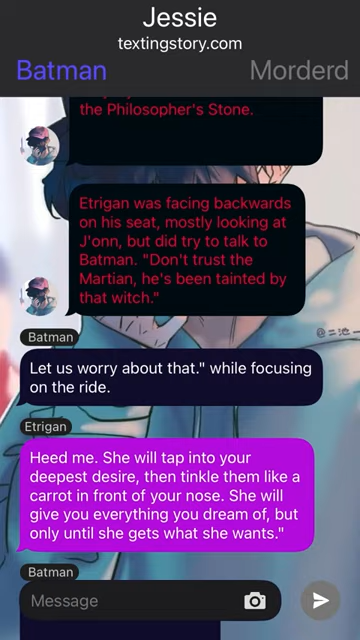 Jessie
textingstory.com
Batman
Morderd
the Philosopher's Stone.
Etrigan was facing backwards
on his seat, mostly looking at
J'onn, but did try to talk to
Batman. "Don't trust the
Martian, he's been tainted by
that witch."
Batman
Let us worry about that." while focusing
on the ride.
Etrigan
Heed me. She will tap into your
deepest desire, then tinkle them like a
carrot in front of your nose. She will
give you everything you dream of, but
only until she gets what she wants."
Batman
Message